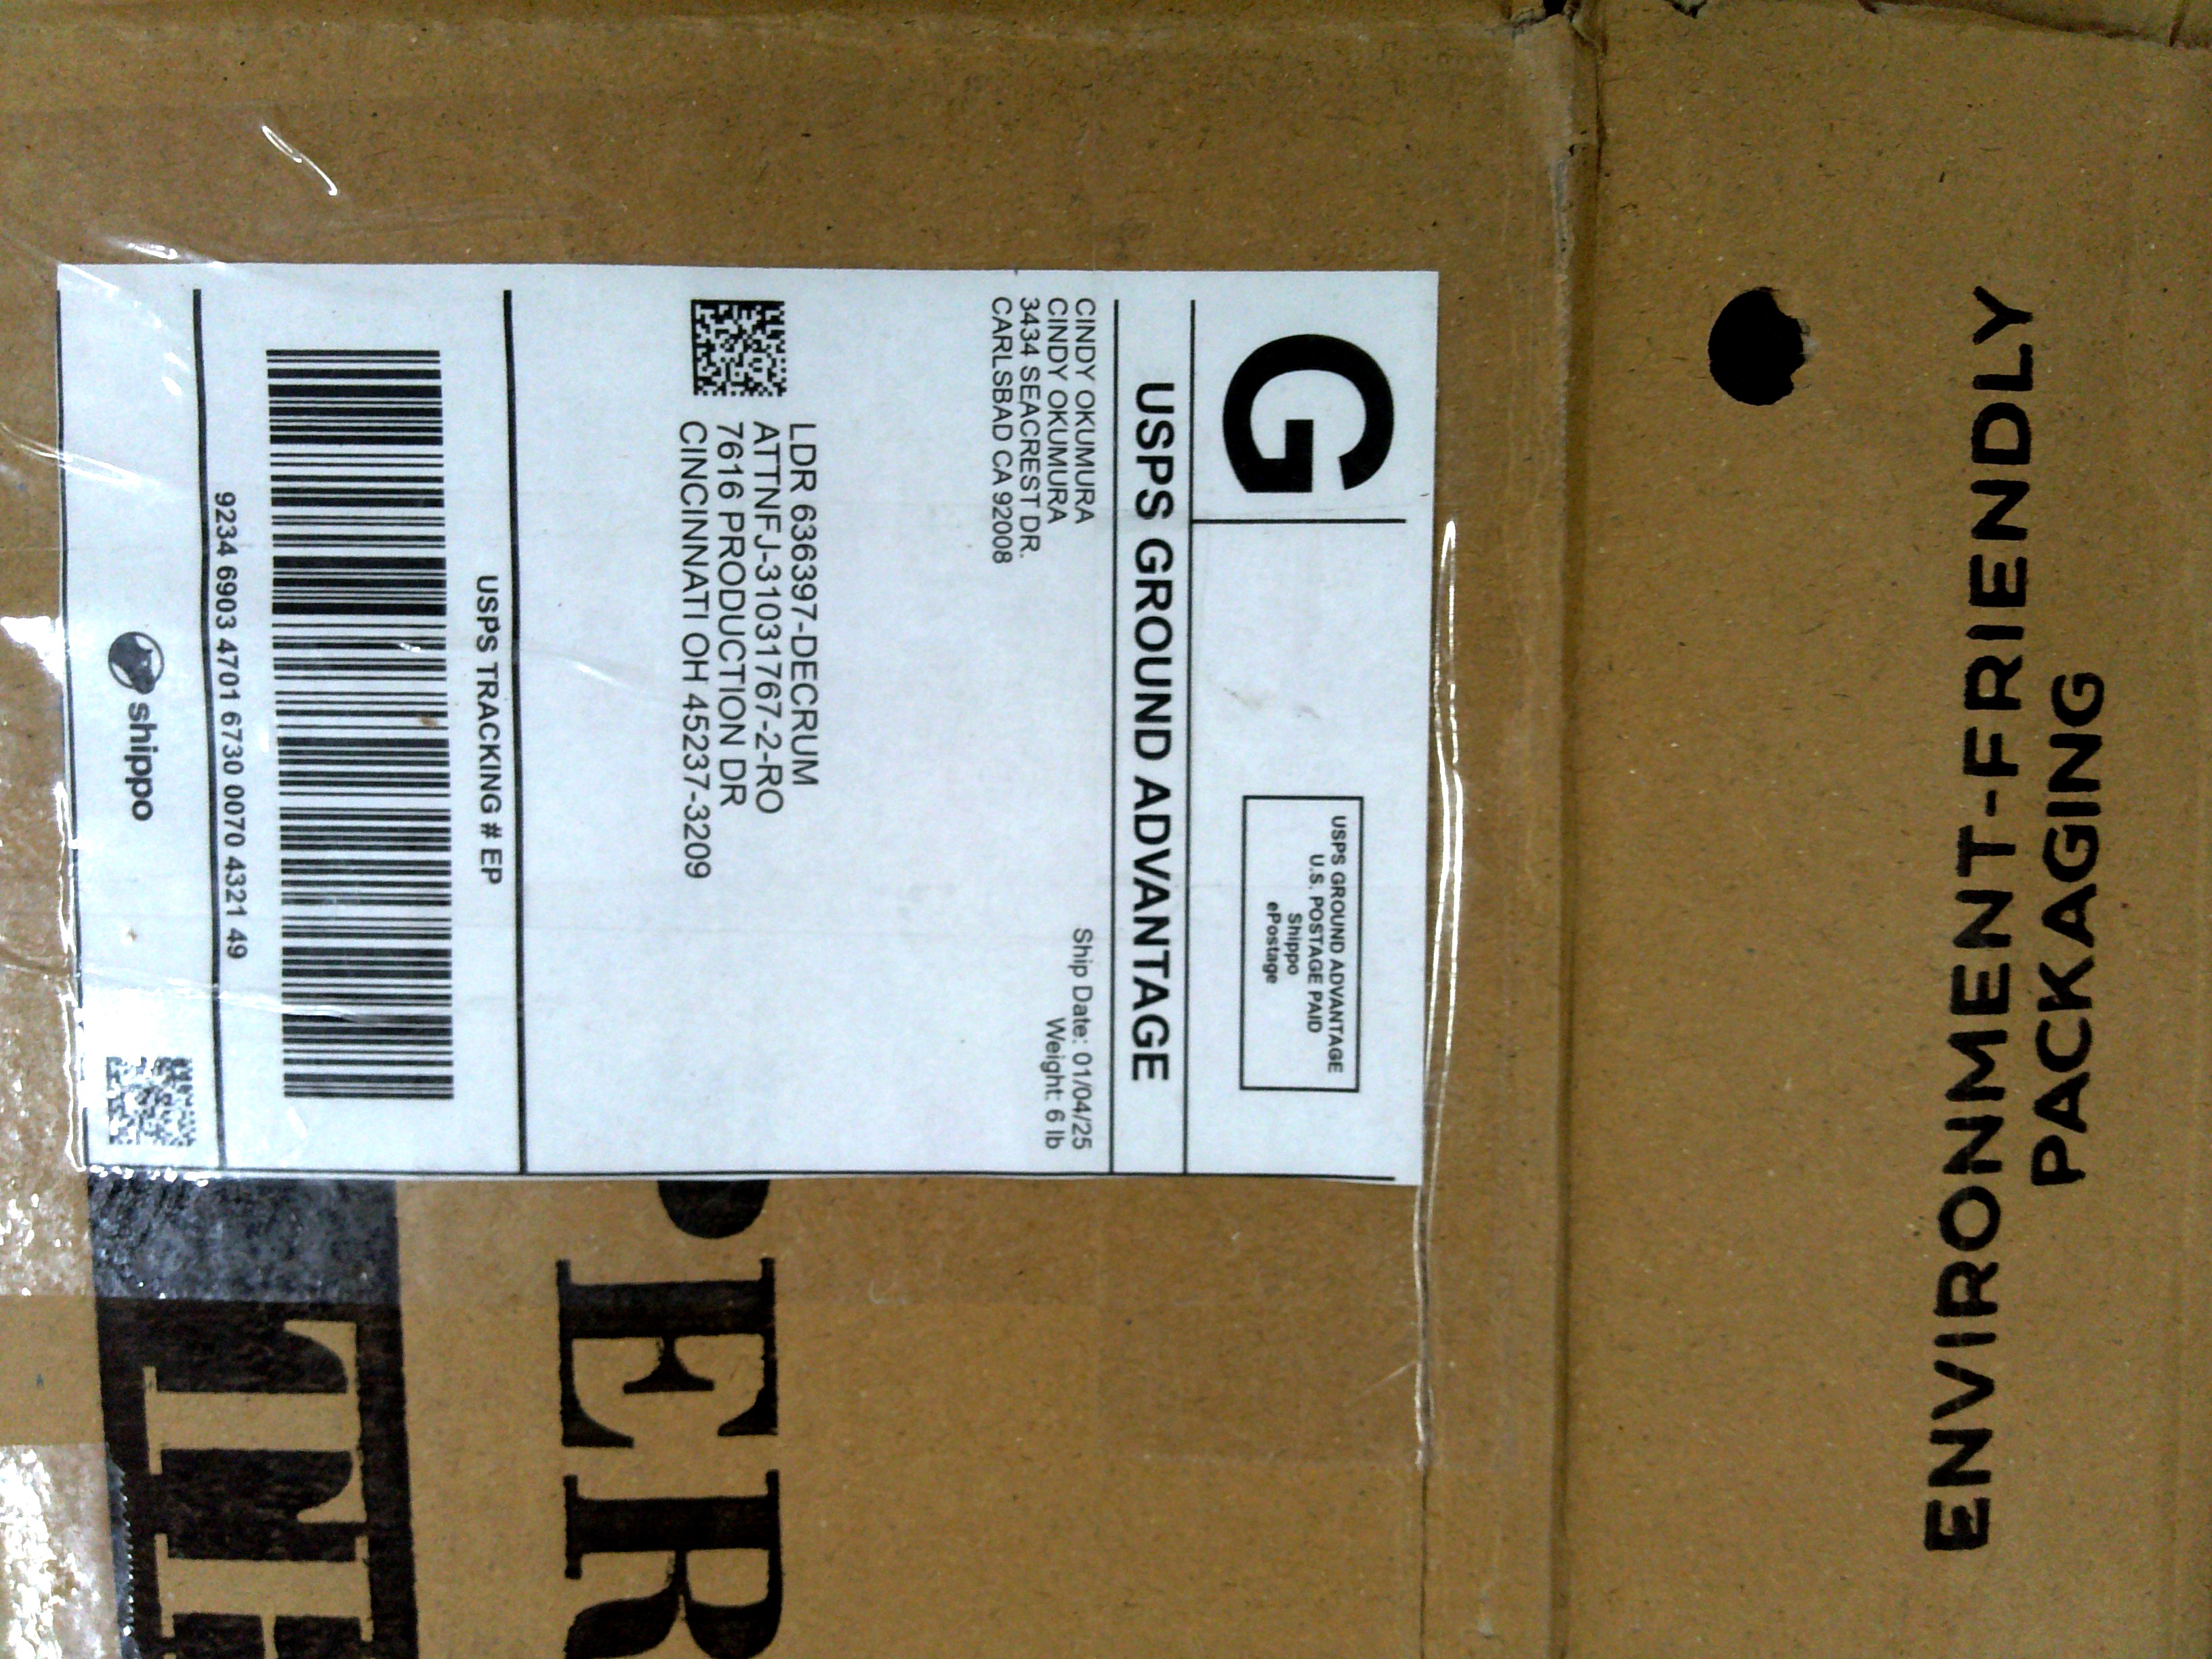 G
USPS GROUND ADVANTAGE
U.S. POSTAGE PAID
Shippo
ePostage
USPS GROUND ADVANTAGE
CINDY OKUMURA
CINDY OKUMURA
3434 SEACREST DR.
CARLSBAD CA 92008
Ship Date: 01/04/25
Weight: 6 lb
LDR 636397-DECRUM
ATTNFJ-31031767-2-RO
7616 PRODUCTION DR
CINCINNATI OH 45237-3209
USPS TRACKING # EP
9234 6903 4701 6730 0070 4321 49
shippo
ENVIRONMENT-FRIENDLY
PACKAGING